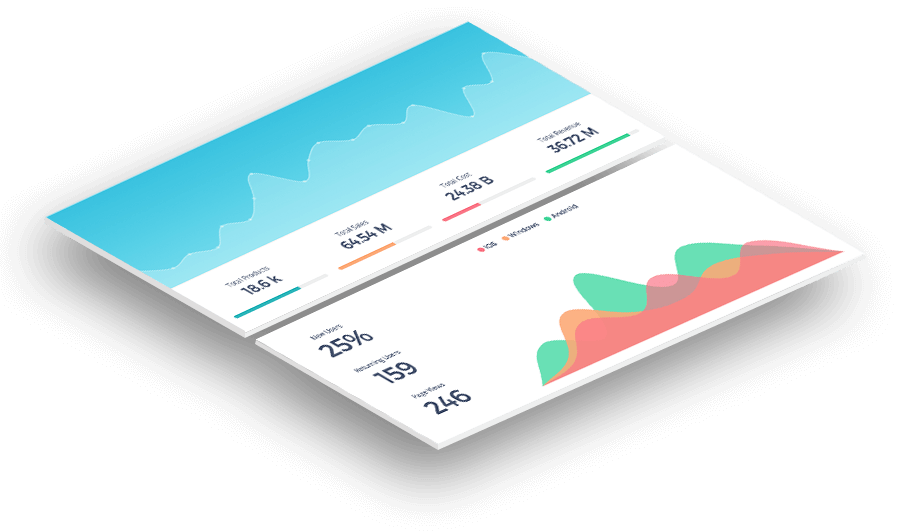 Total Products
18.6 k
Total Sales
64.54 M
Total Cost
24.38 B
Total Revenue
36.72 M
iOS
Windows
Android
New Users
25%
Returning Users
159
Page Views
246